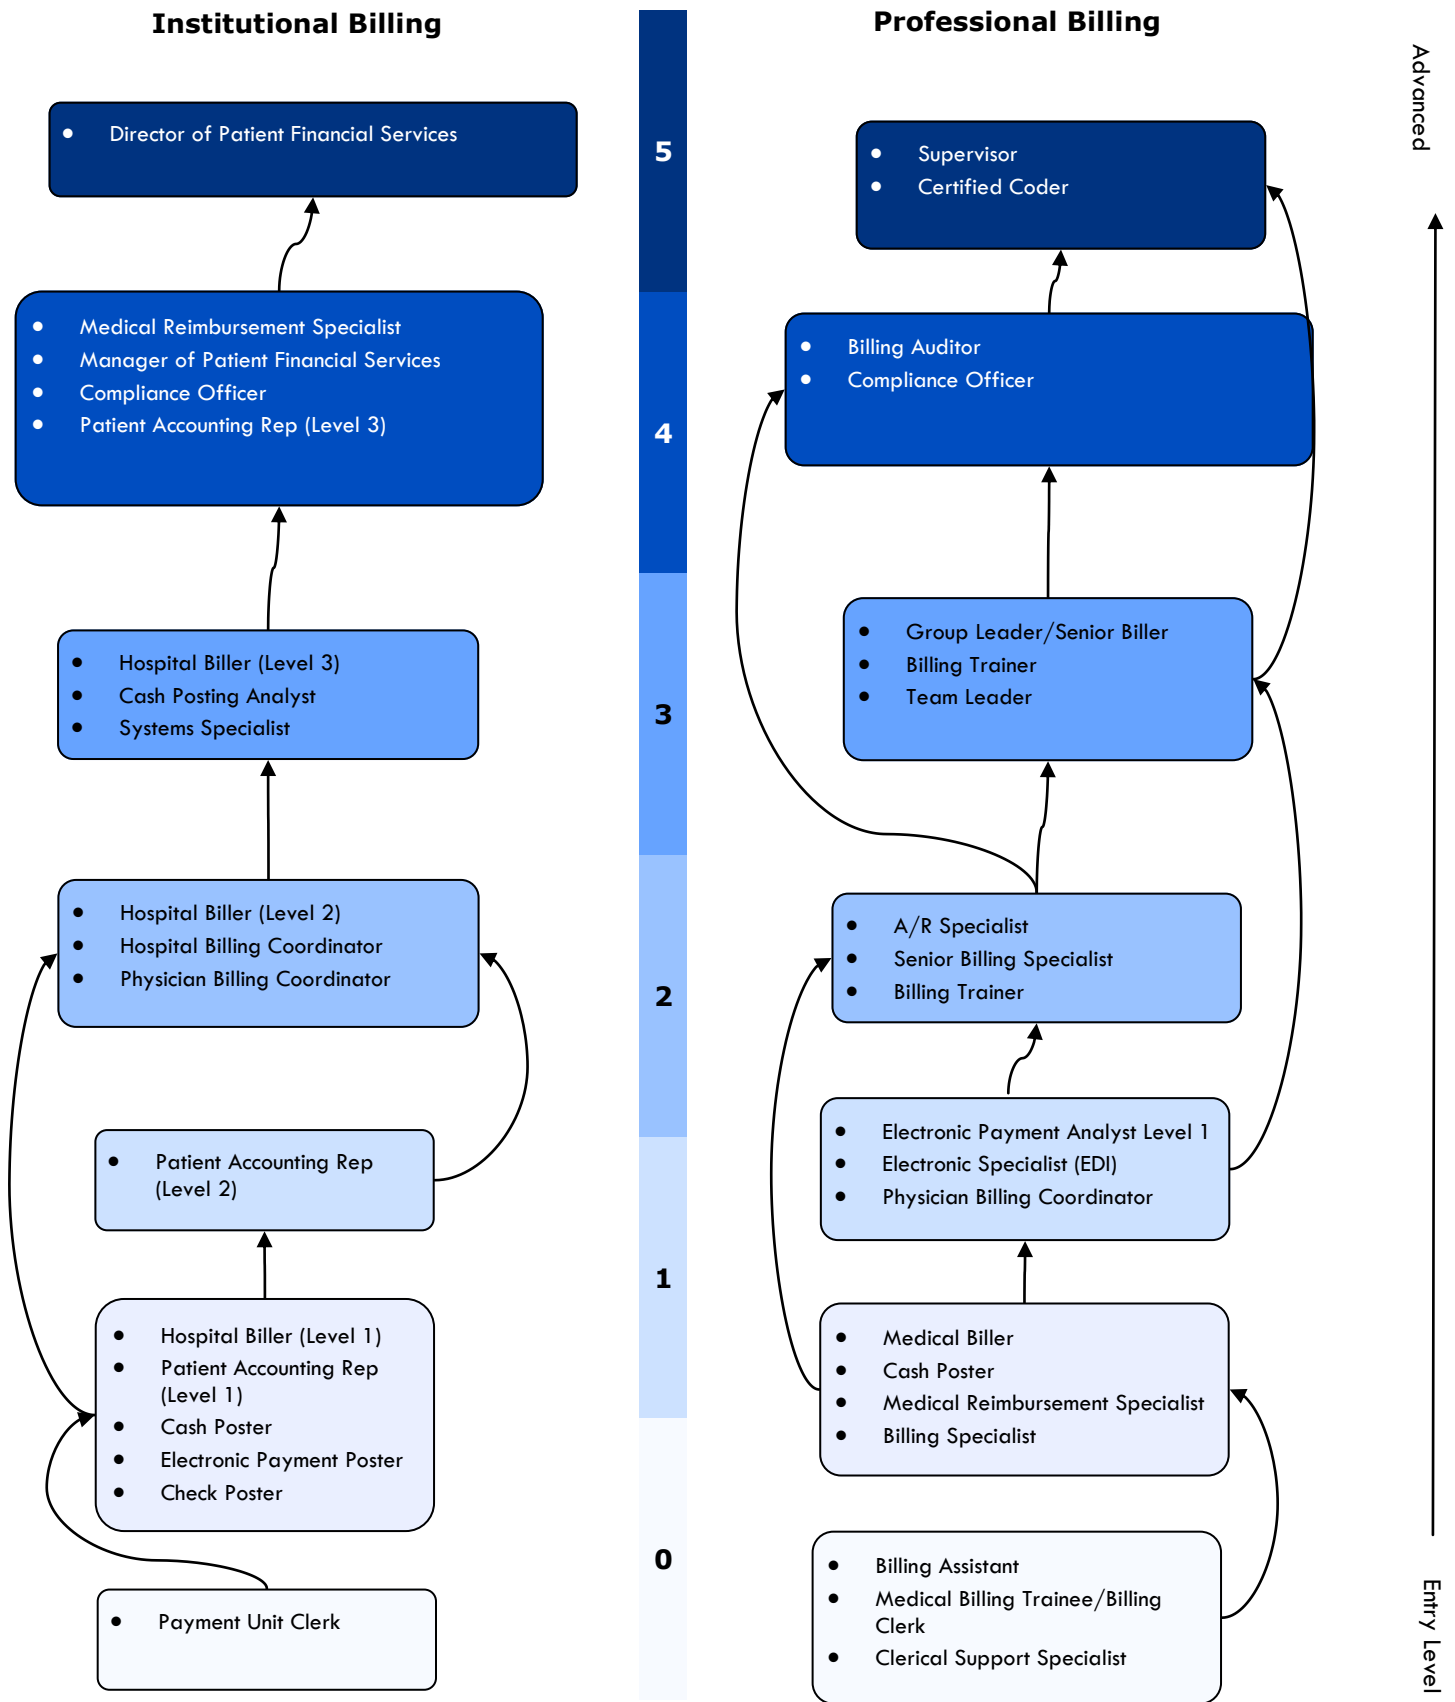 Institutional Billing
Director of Patient Financial Services
Medical Reimbursement Specialist
Manager of Patient Financial Services
Compliance Officer
Patient Accounting Rep (Level 3)
Hospital Biller (Level 3)
Cash Posting Analyst
Systems Specialist
Hospital Biller (Level 2)
Hospital Billing Coordinator
Physician Billing Coordinator
Patient Accounting Rep
(Level 2)
Hospital Biller (Level 1)
Patient Accounting Rep
(Level 1)
Cash Poster
Electronic Payment Poster
Check Poster
Payment Unit Clerk
5
4
3
2
1
0
Professional Billing
Supervisor
Certified Coder
Billing Auditor
Compliance Officer
Group Leader/Senior Biller
Billing Trainer
Team Leader
A/R Specialist
Senior Billing Specialist
Billing Trainer
Electronic Payment Analyst Level 1
Electronic Specialist (EDI)
Physician Billing Coordinator
Medical Biller
Cash Poster
Medical Reimbursement Specialist
Billing Specialist
Billing Assistant
Medical Billing Trainee/Billing
Clerk
Clerical Support Specialist
Advanced
Entry Level